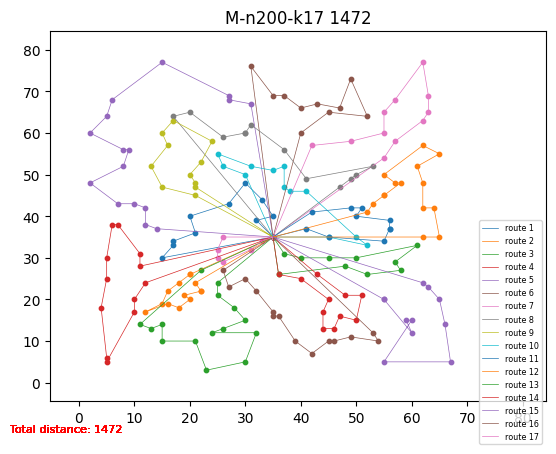 M-n200-k17 1472
80
70
60
50
40
30
20
10
0
0 10 20 30 40 50 60 70 80
route 1
route 2
route 3
route 4
route 5
route 6
route 7
route 8
route 9
route 10
route 11
route 12
route 13
route 14
route 15
route 16
route 17
Total distance: 1472